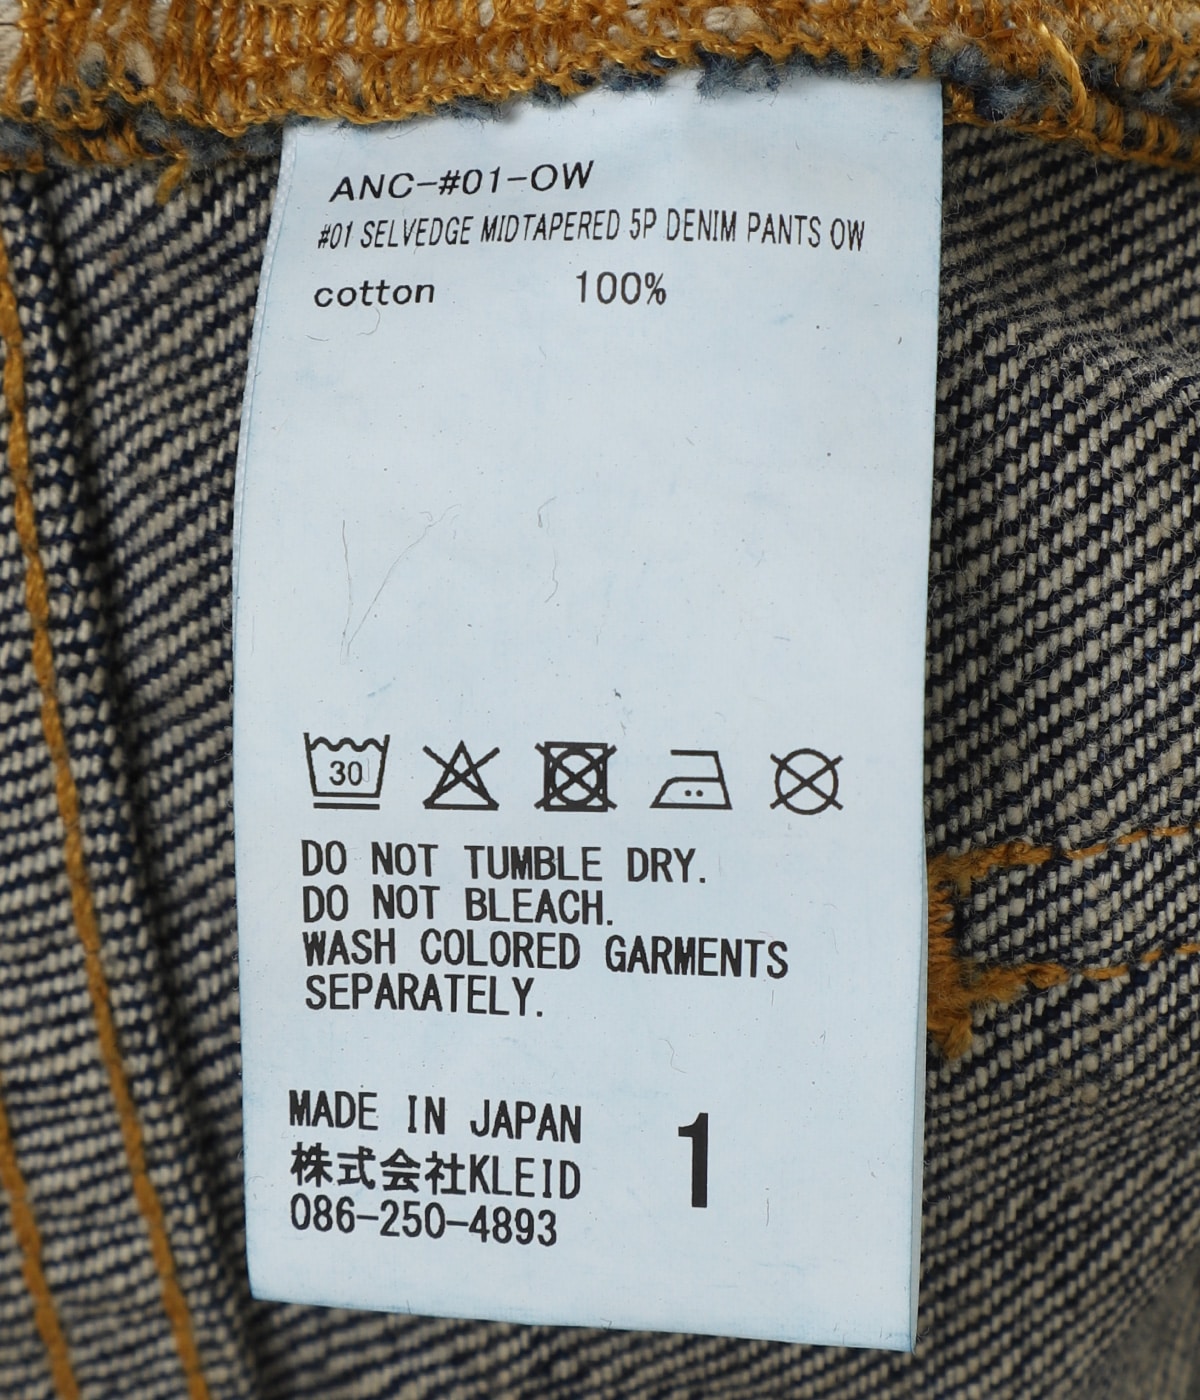 ANC-#01-OW
#01 SELVEDGE MIDTAPERED 5P DENIM PANTS OW
cotton 100%
30
DO NOT TUMBLE DRY.
DO NOT BLEACH.
WASH COLORED GARMENTS
SEPARATELY.
MADE IN JAPAN
株式会社KLEID
086-250-4893
1